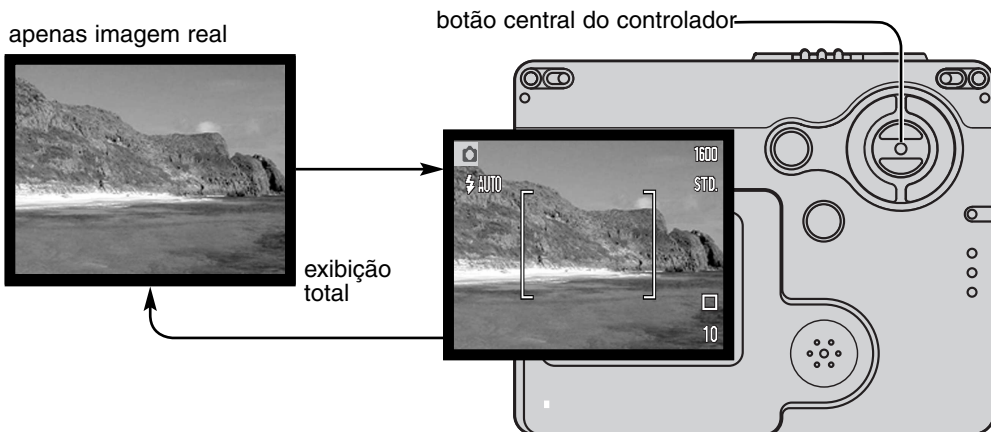 botão central do controlador
apenas imagem real
1600
AUTO
STD.
exibição
total
10